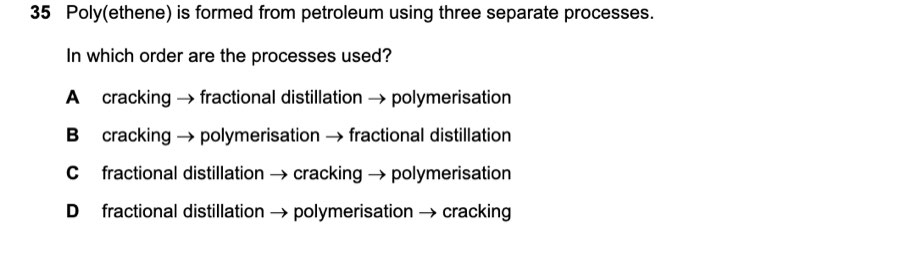 35 Poly(ethene) is formed from petroleum using three separate processes.
In which order are the processes used?
A cracking → fractional distillation → polymerisation
B cracking → polymerisation → fractional distillation
C fractional distillation → cracking → polymerisation
D fractional distillation → polymerisation → cracking